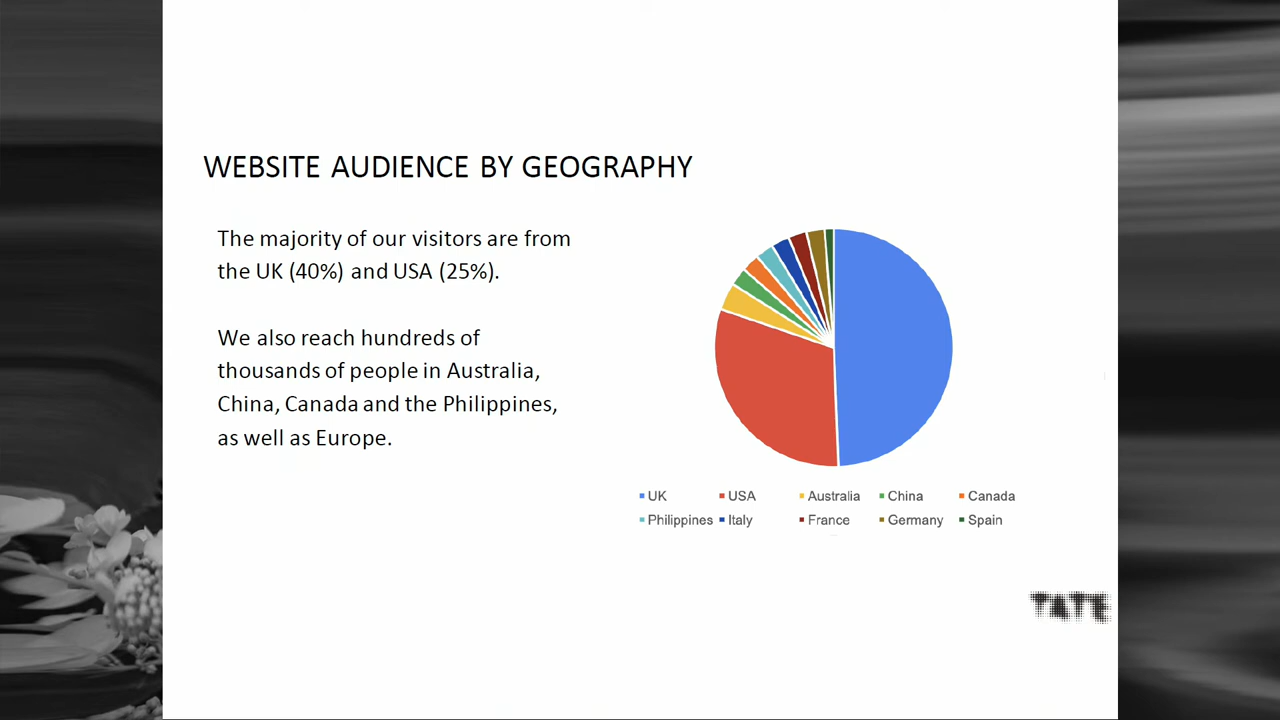 WEBSITE AUDIENCE BY GEOGRAPHY
The majority of our visitors are from
the UK (40%) and USA (25%).
We also reach hundreds of
thousands of people in Australia,
China, Canada and the Philippines,
as well as Europe.
UK USA Australia China Canada
Philippines Italy France Germany Spain
TATE